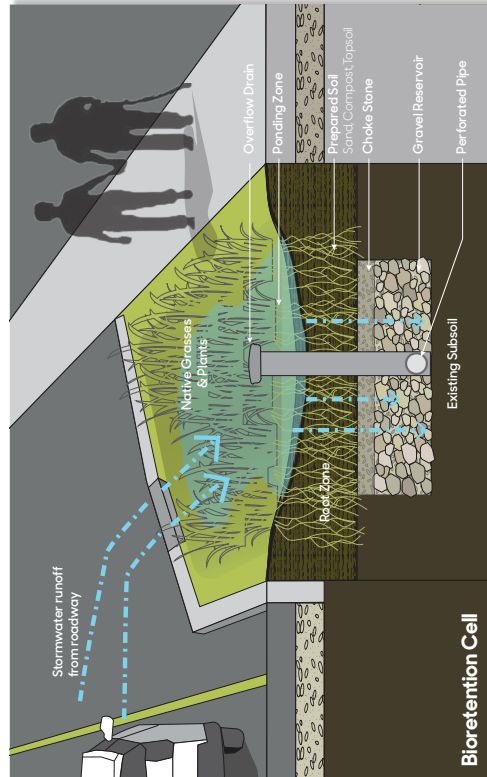 Stormwater runoff
from roadway
Native Grasses
& Plants
Overflow Drain
Ponding Zone
Prepared Soil
Sand, Compost, Topsoil
Choke Stone
Gravel Reservoir
Perforated Pipe
Root Zone
Existing Subsoil
Bioretention Cell